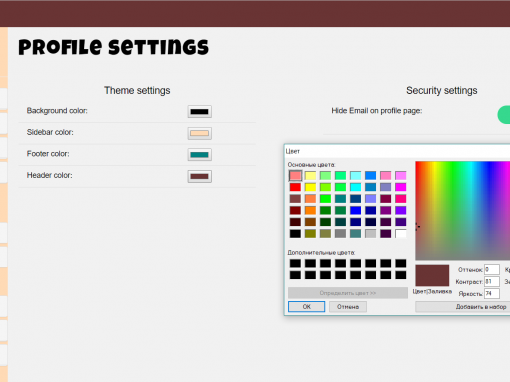 Profile settings
Theme settings
Security settings
Background color:
Hide Email on profile page:
Sidebar color:
Footer color:
Header color:
Цвет
Основные цвета:
Дополнительные цвета:
Определить цвет >>
OK
Отмена
Цвет|Заливка
Оттенок: 0
Контраст: 81
Яркость: 74
Добавить в набор